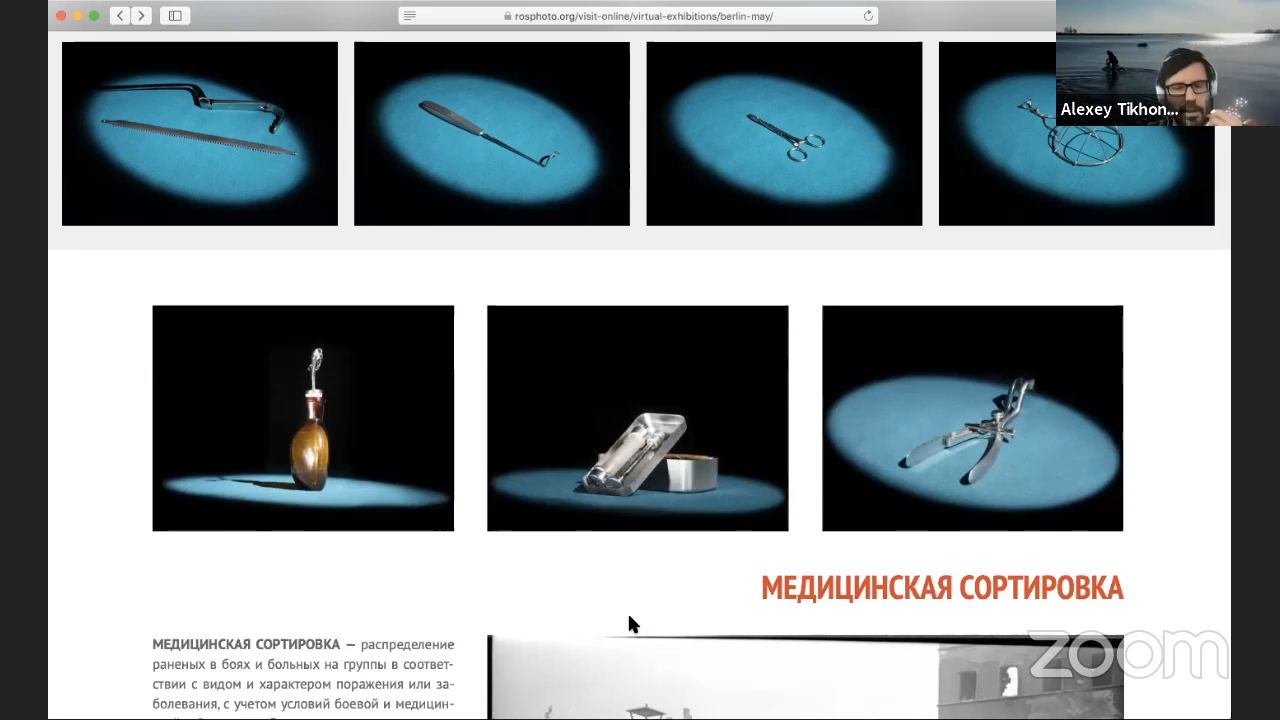 rosphoto.org/visit-online/virtual-exhibitions/berlin-may/
Alexey Tikhon...
МЕДИЦИНСКАЯ СОРТИРОВКА
МЕДИЦИНСКАЯ СОРТИРОВКА — распределение
раненых в боях и больных на группы в соответ-
ствии с видом и характером поражения или за-
болевания, с учетом условий боевой и медицин-
zoom